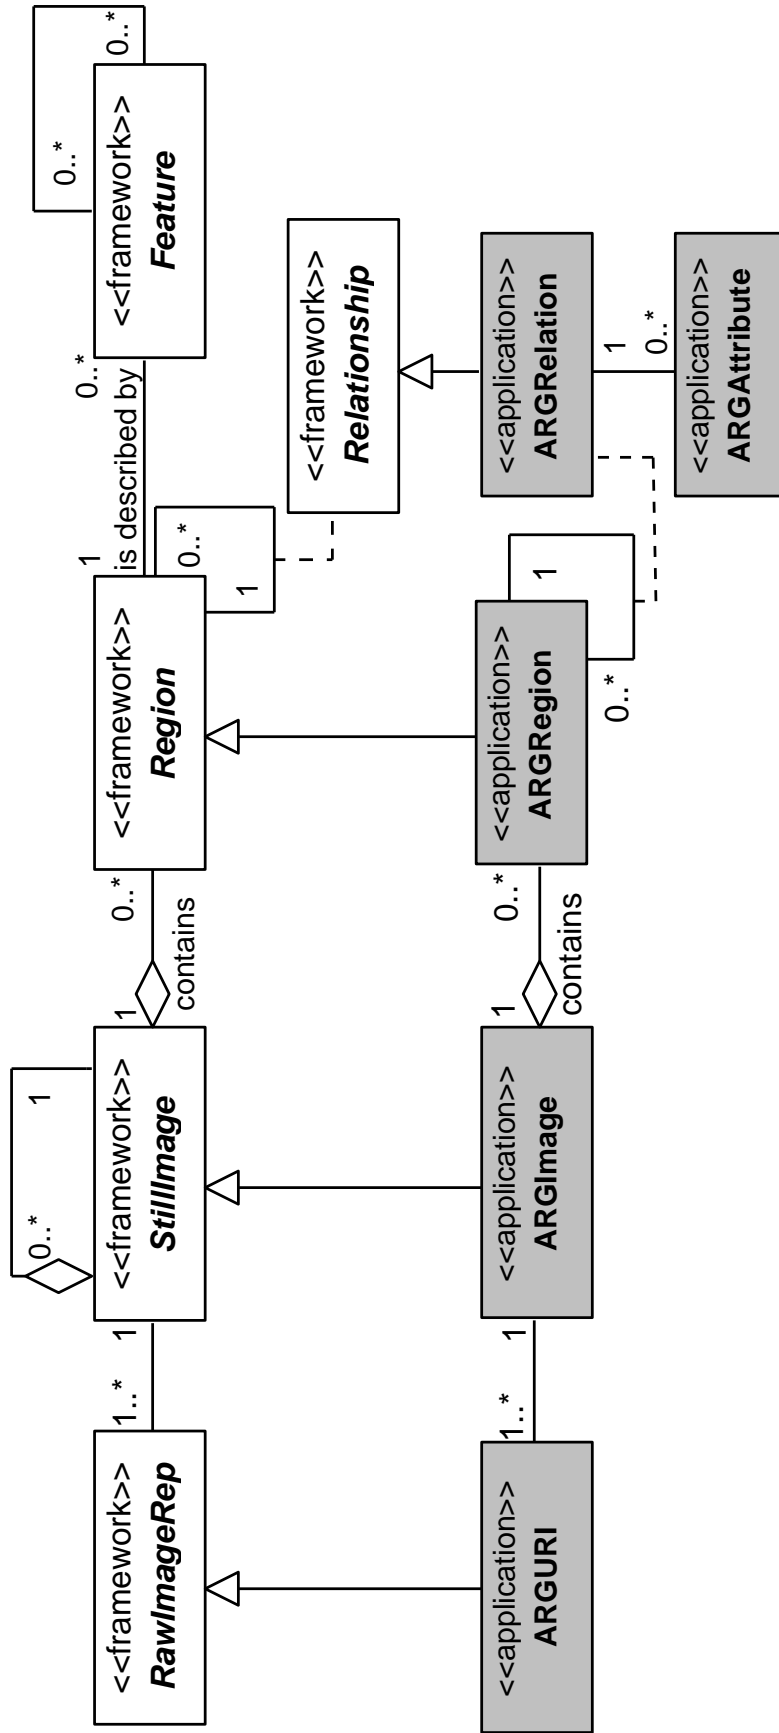 0..*
1
0..*
0..*
<<framework>>
RawImageRep
1..*
1
<<framework>>
StillImage
1
0..*
contains
<<framework>>
Region
1
0..*
is described by
<<framework>>
Feature
0..*
1
<<framework>>
Relationship
<<application>>
ARGURI
1..*
1
<<application>>
ARGImage
1
0..*
contains
<<application>>
ARGRegion
1
0..*
<<application>>
ARGRelation
1
0..*
<<application>>
ARGAttribute